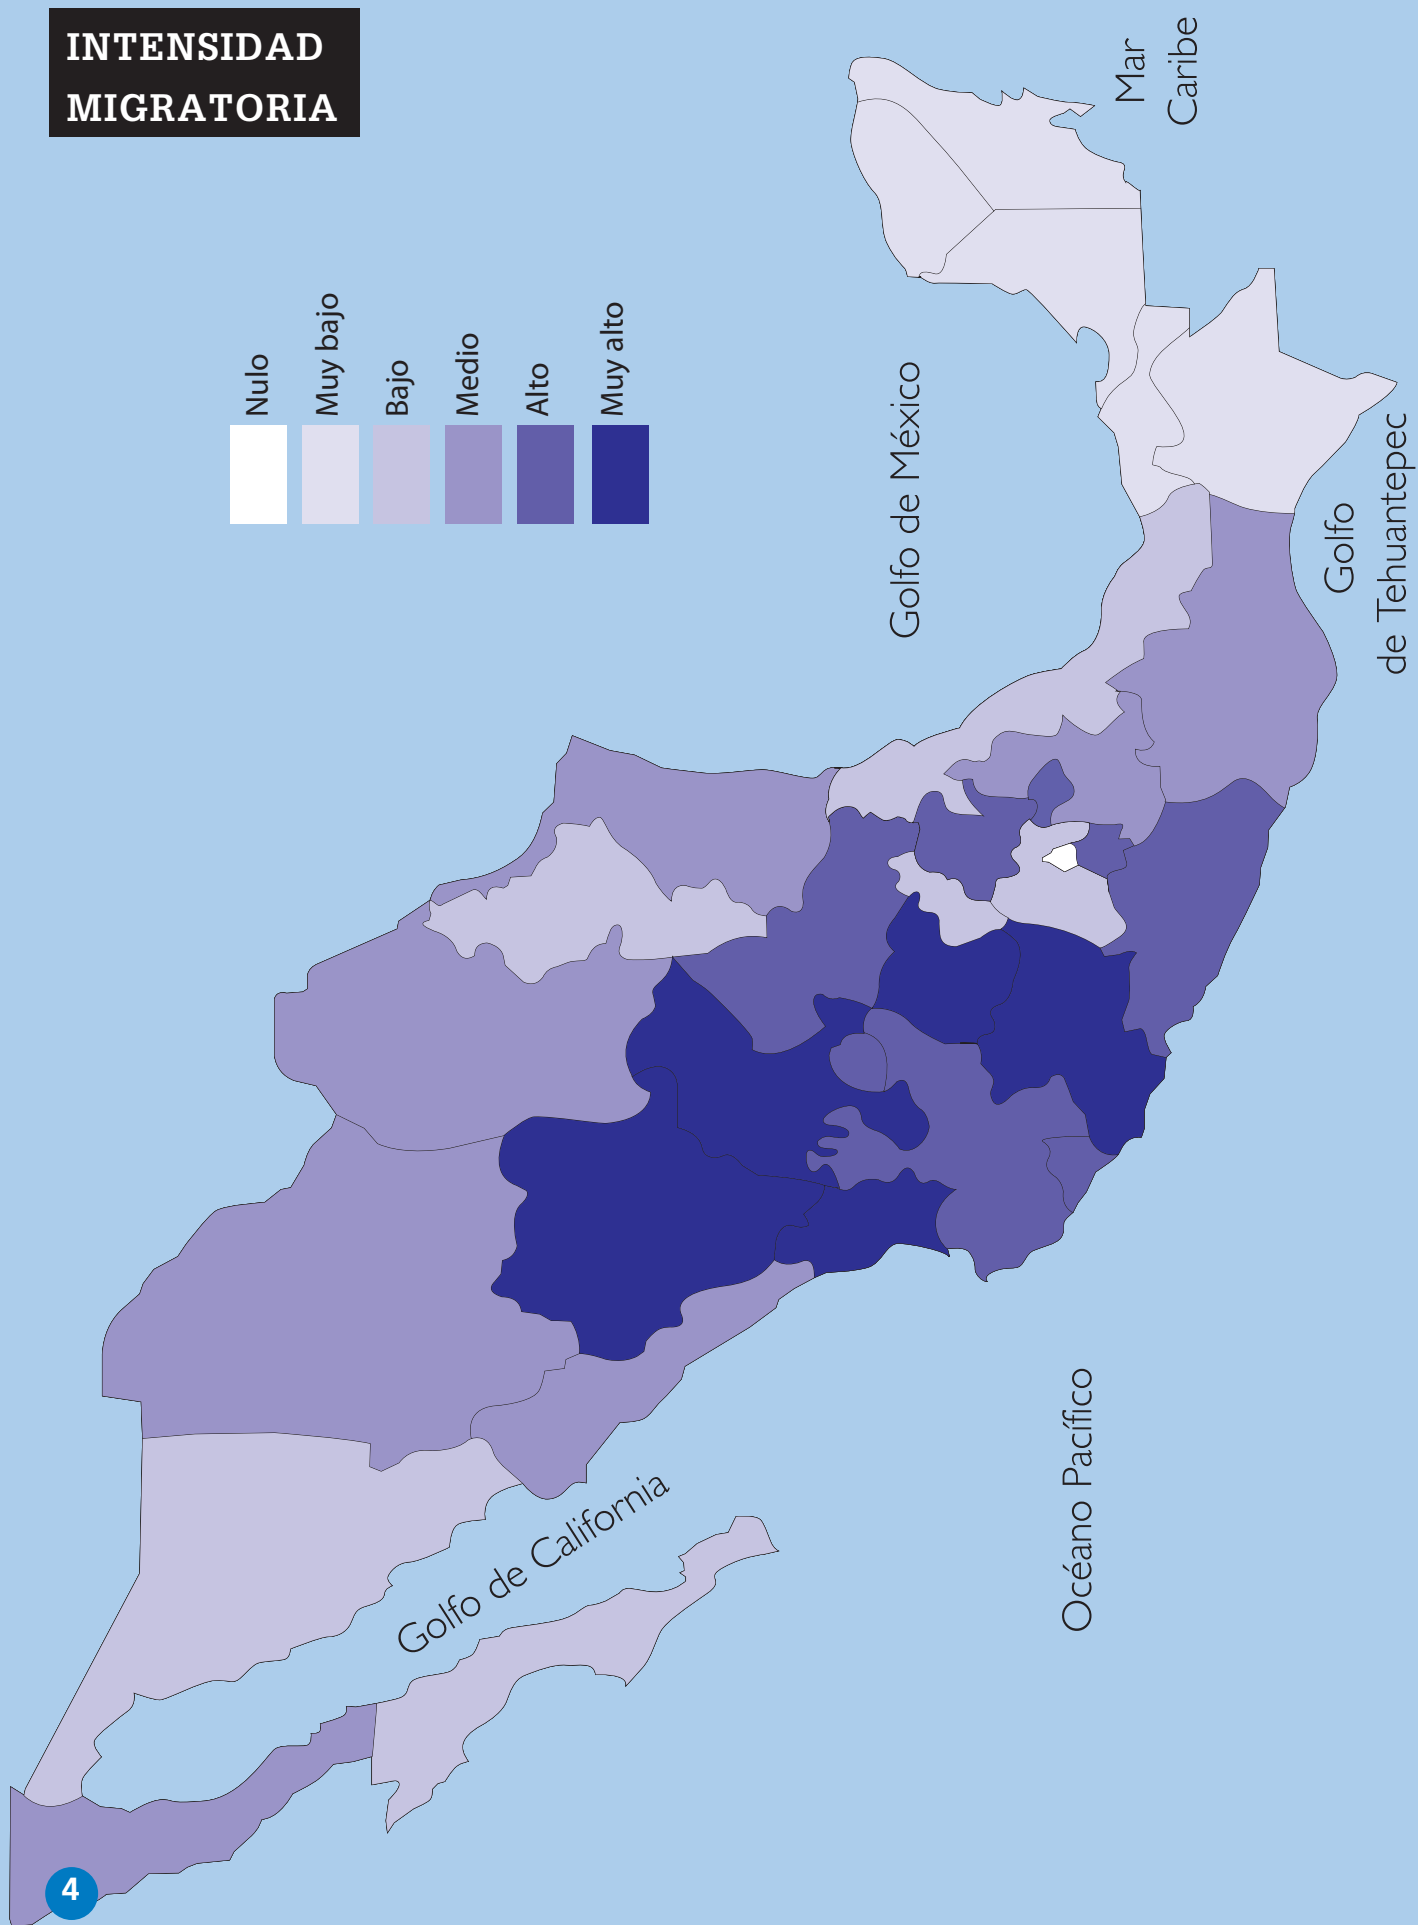 INTENSIDAD
MIGRATORIA
Nulo
Muy bajo
Bajo
Medio
Alto
Muy alto
Mar
Caribe
Golfo de México
Golfo
de Tehuantepec
Golfo de California
Océano Pacífico
4